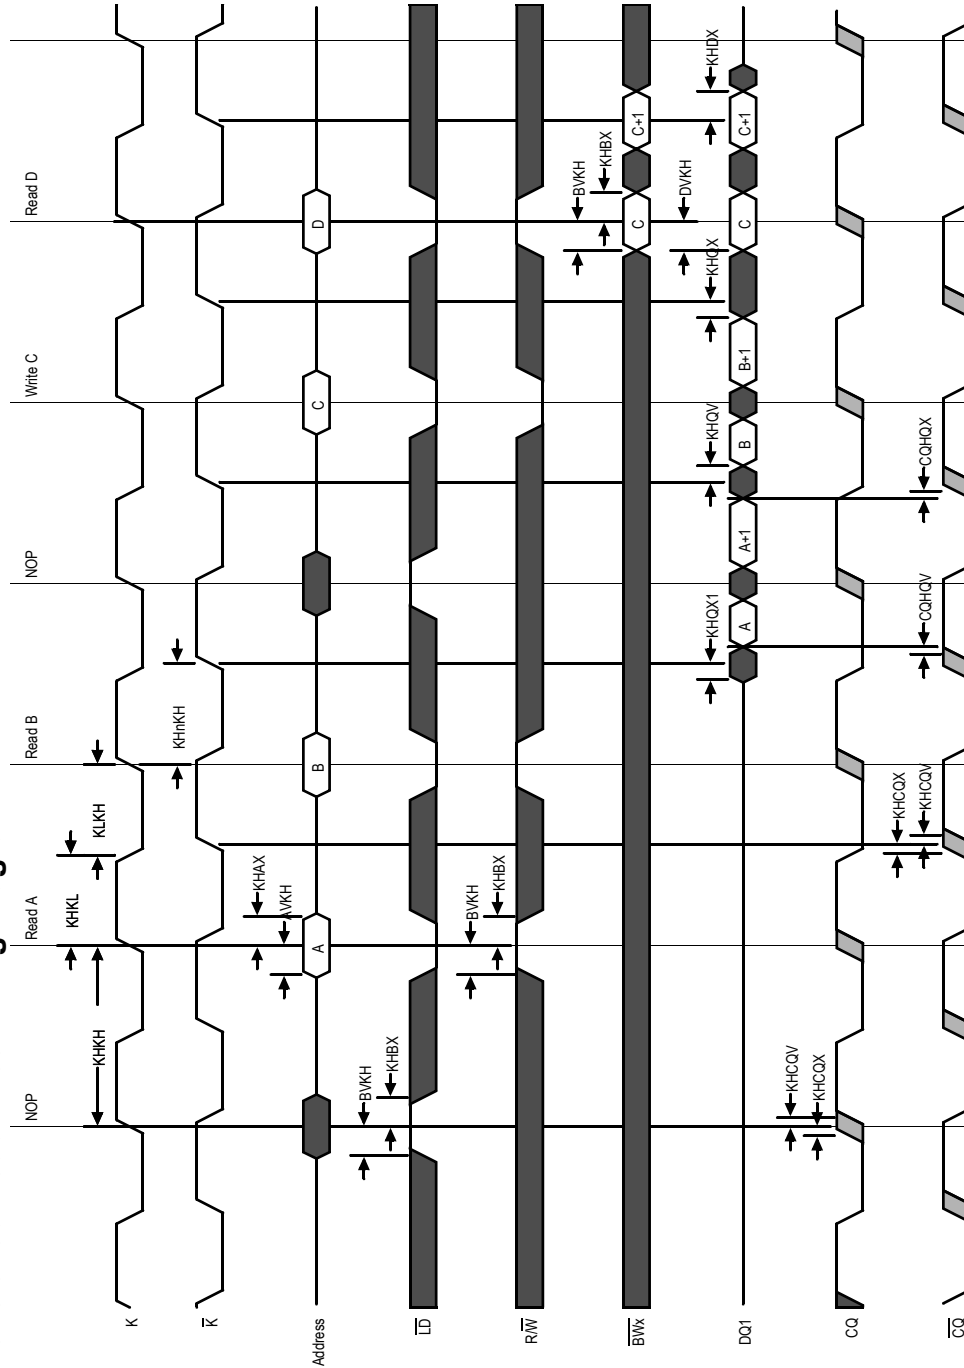 NOP
Read A
Read B
NOP
Write C
Read D
K
KHKH
KHKL
KLKH
K
KHnKH
Address
A
B
C
D
KHAX
AVKH
LD
BVKH
KHBX
R/W
BVKH
KHBX
BWx
C
C+1
BVKH
KHBX
DQ1
A
A+1
B
B+1
C
C+1
KHQX1
KHQV
KHQX
DVKH
KHDX
CQ
KHCQV
KHCQX
CQ
KHCQX
KHCQV
CQHQV
CQHQX